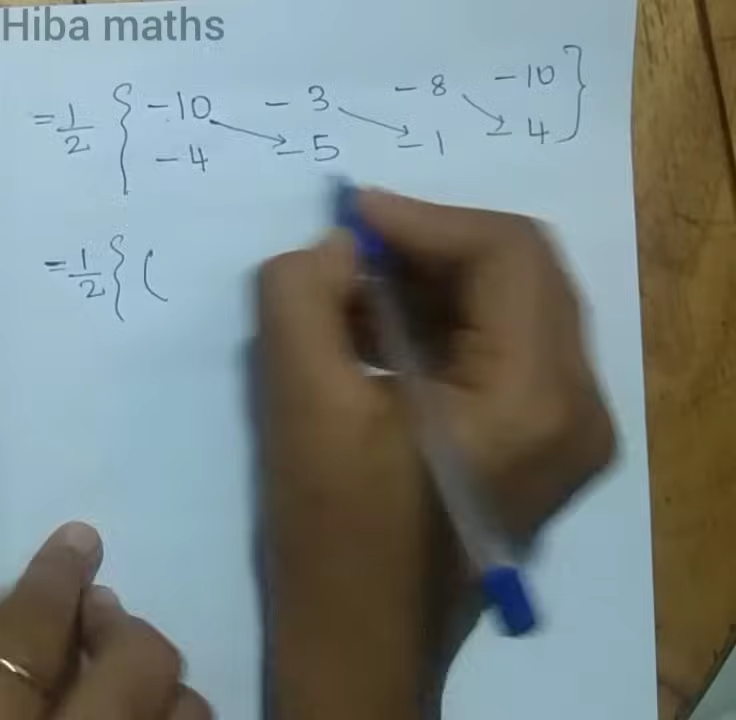 Hiba maths
= 1/2 { -10 -3 -8 -10 }
-4 -5 -1 -4
= 1/2 { (